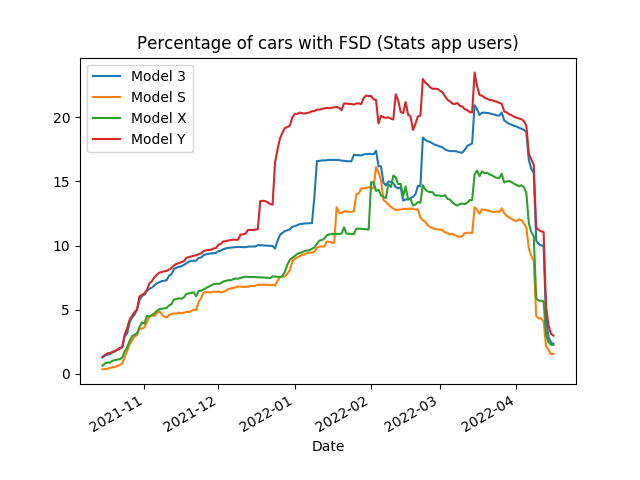 Percentage of cars with FSD (Stats app users)
Model 3
Model S
Model X
Model Y
20
15
10
5
0
2021-11
2021-12
2022-01
2022-02
2022-03
2022-04
Date